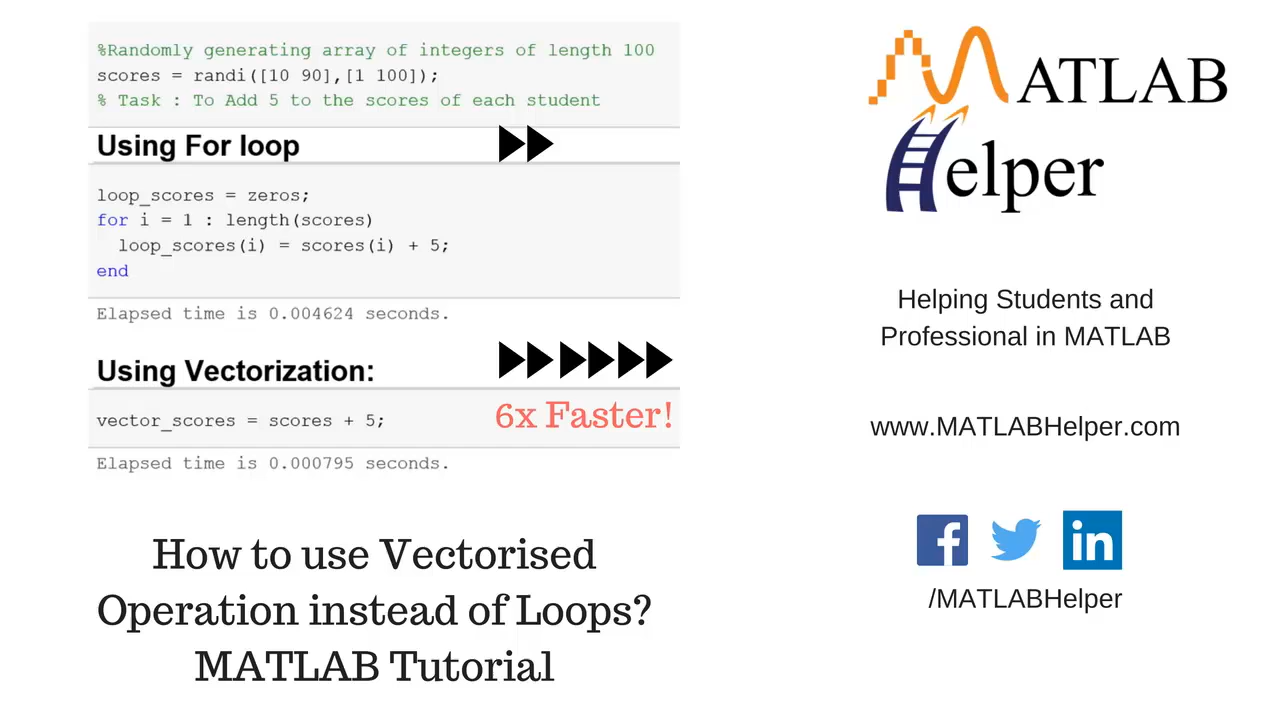 %Randomly generating array of integers of length 100
scores = randi([10 90],[1 100]);
% Task : To Add 5 to the scores of each student
Using For loop
loop_scores = zeros;
for i = 1 : length(scores)
  loop_scores(i) = scores(i) + 5;
end
Elapsed time is 0.004624 seconds.
Using Vectorization:
vector_scores = scores + 5;
6x Faster!
Elapsed time is 0.000795 seconds.
How to use Vectorised
Operation instead of Loops?
MATLAB Tutorial
MATLAB
Helper
Helping Students and
Professional in MATLAB
www.MATLABHelper.com
f in
/MATLABHelper